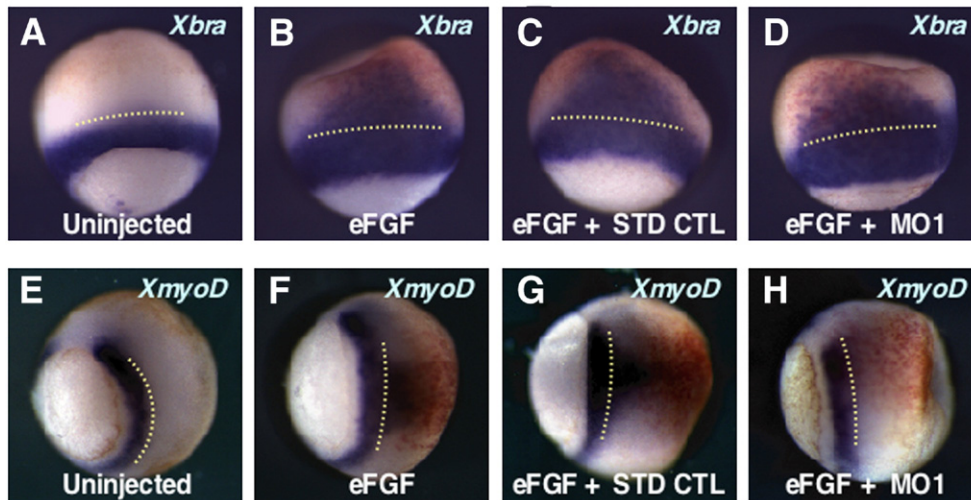 A Xbra
Uninjected
B Xbra
eFGF
C Xbra
eFGF + STD CTL
D Xbra
eFGF + MO1
E XmyoD
Uninjected
F XmyoD
eFGF
G XmyoD
eFGF + STD CTL
H XmyoD
eFGF + MO1